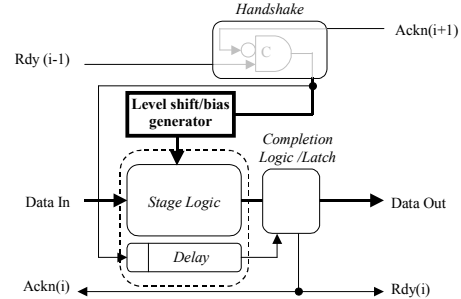 Handshake
Ackn(i+1)
C
Rdy (i-1)
Level shift/bias
generator
Completion
Logic /Latch
Data In
Stage Logic
Data Out
Delay
Ackn(i)
Rdy(i)